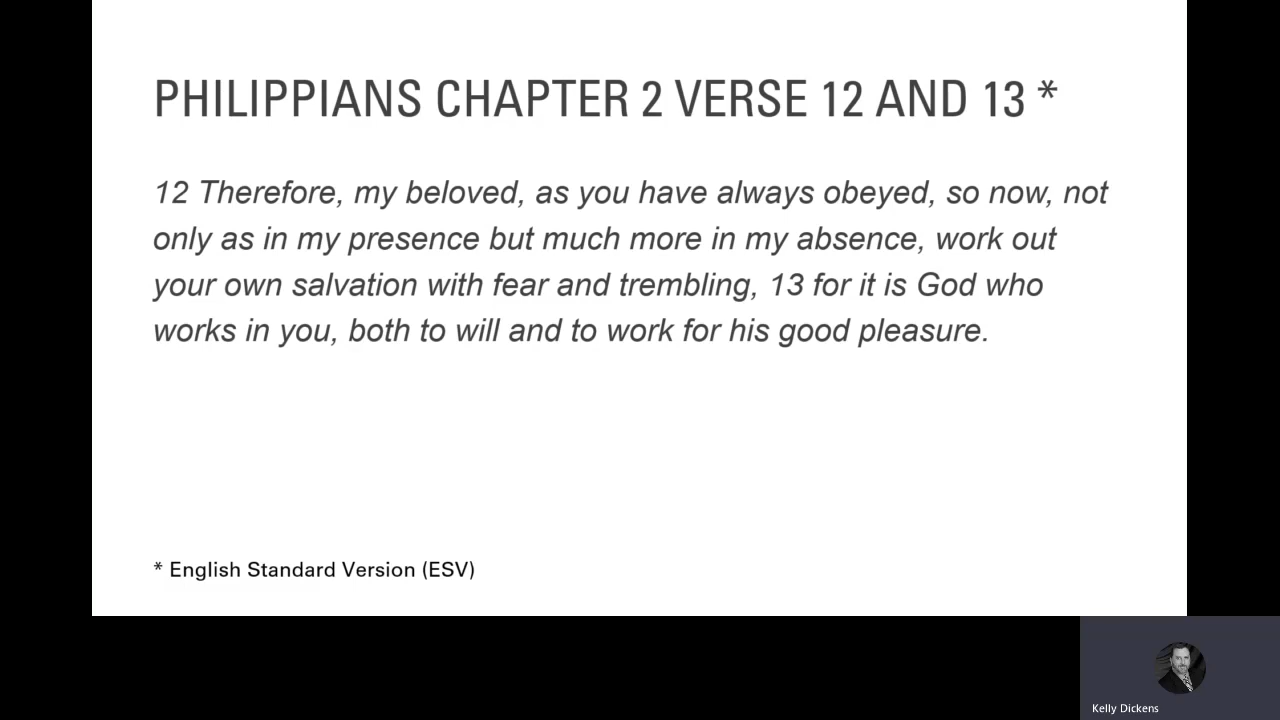 PHILIPPIANS CHAPTER 2 VERSE 12 AND 13 *
12 Therefore, my beloved, as you have always obeyed, so now, not
only as in my presence but much more in my absence, work out
your own salvation with fear and trembling, 13 for it is God who
works in you, both to will and to work for his good pleasure.
* English Standard Version (ESV)
Kelly Dickens